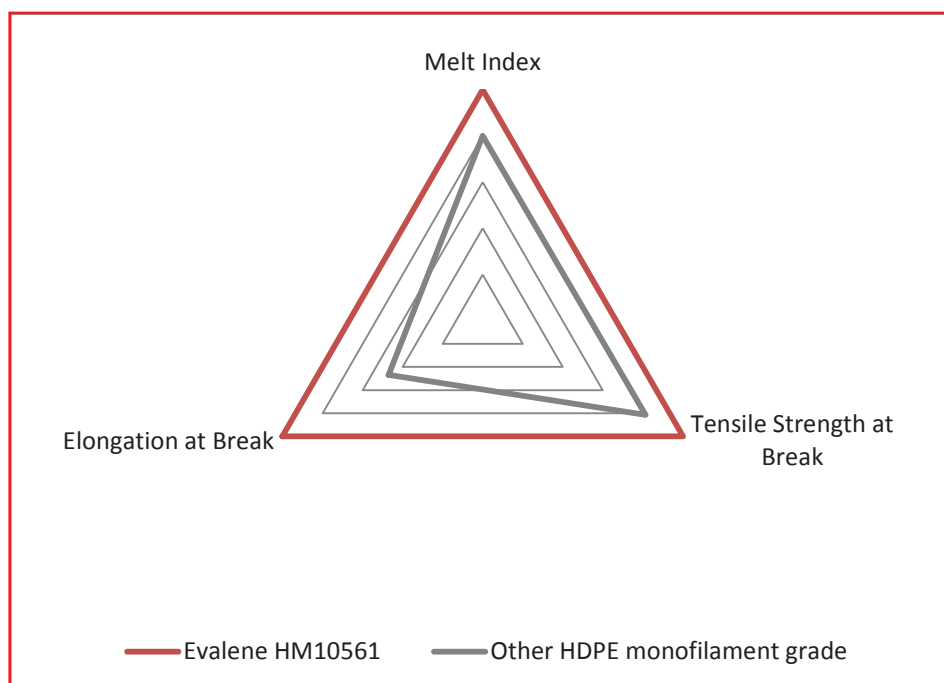 Melt Index
Elongation at Break
Tensile Strength at
Break
Evalene HM10561
Other HDPE monofilament grade